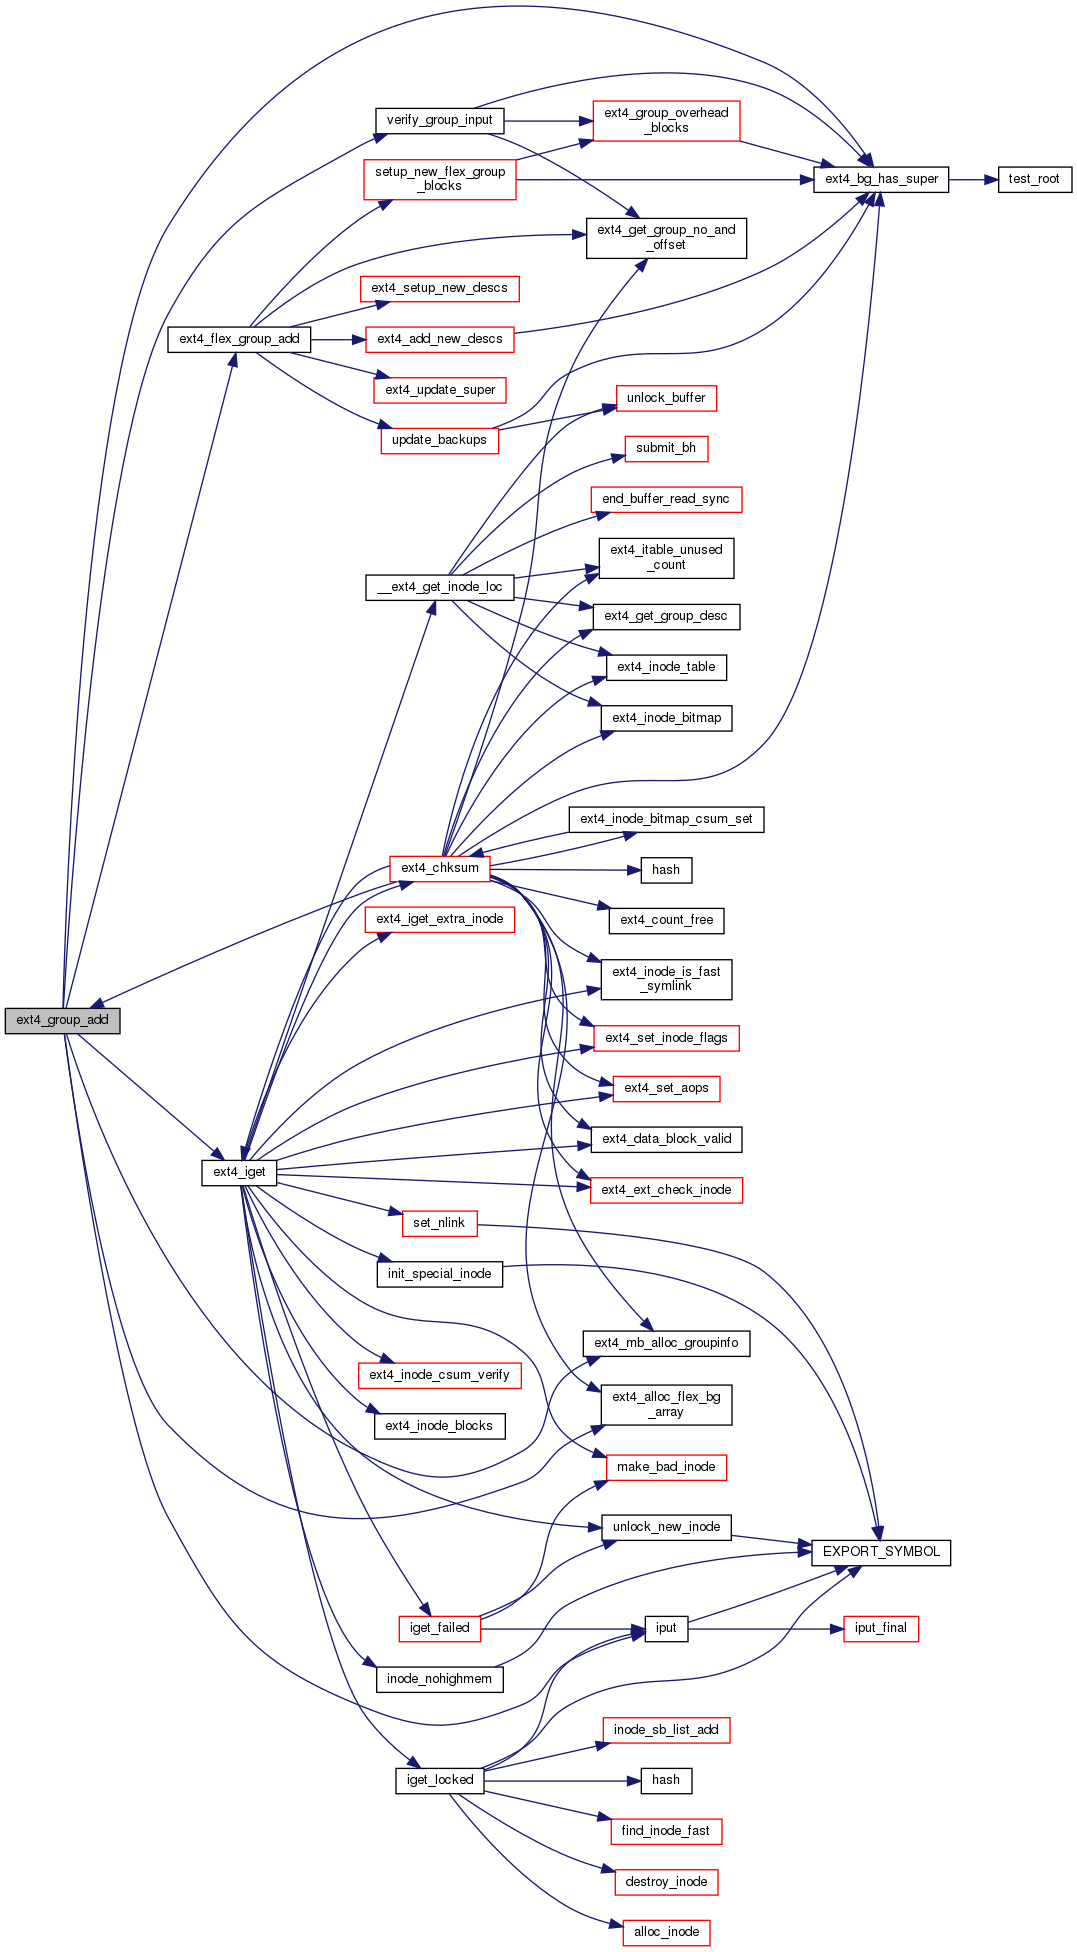 verify_group_input
ext4_group_overhead
_blocks
setup_new_flex_group
_blocks
ext4_bg_has_super
test_root
ext4_get_group_no_and
_offset
ext4_setup_new_descs
ext4_flex_group_add
ext4_add_new_descs
ext4_update_super
unlock_buffer
update_backups
submit_bh
end_buffer_read_sync
ext4_itable_unused
_count
__ext4_get_inode_loc
ext4_get_group_desc
ext4_inode_table
ext4_inode_bitmap
ext4_inode_bitmap_csum_set
ext4_chksum
hash
ext4_iget_extra_inode
ext4_count_free
ext4_inode_is_fast
_symlink
ext4_group_add
ext4_set_inode_flags
ext4_set_aops
ext4_data_block_valid
ext4_iget
ext4_ext_check_inode
set_nlink
init_special_inode
ext4_mb_alloc_groupinfo
ext4_inode_csum_verify
ext4_alloc_flex_bg
_array
ext4_inode_blocks
make_bad_inode
unlock_new_inode
EXPORT_SYMBOL
iget_failed
iput
iput_final
inode_nohighmem
inode_sb_list_add
iget_locked
hash
find_inode_fast
destroy_inode
alloc_inode